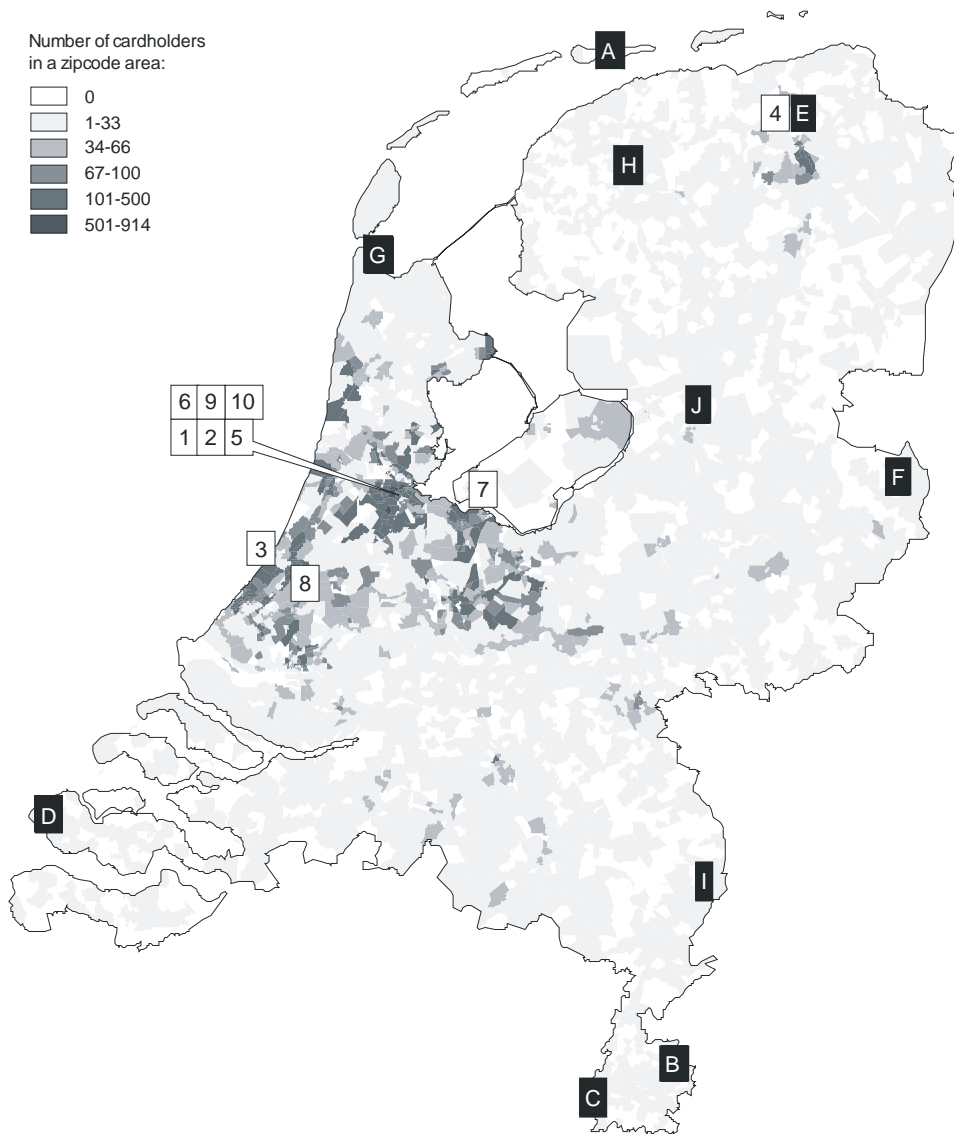 Number of cardholders
in a zipcode area:
0
1-33
34-66
67-100
101-500
501-914
A
4 E
H
G
6 9 10
1 2 5
J
F
7
3
8
D
I
B
C